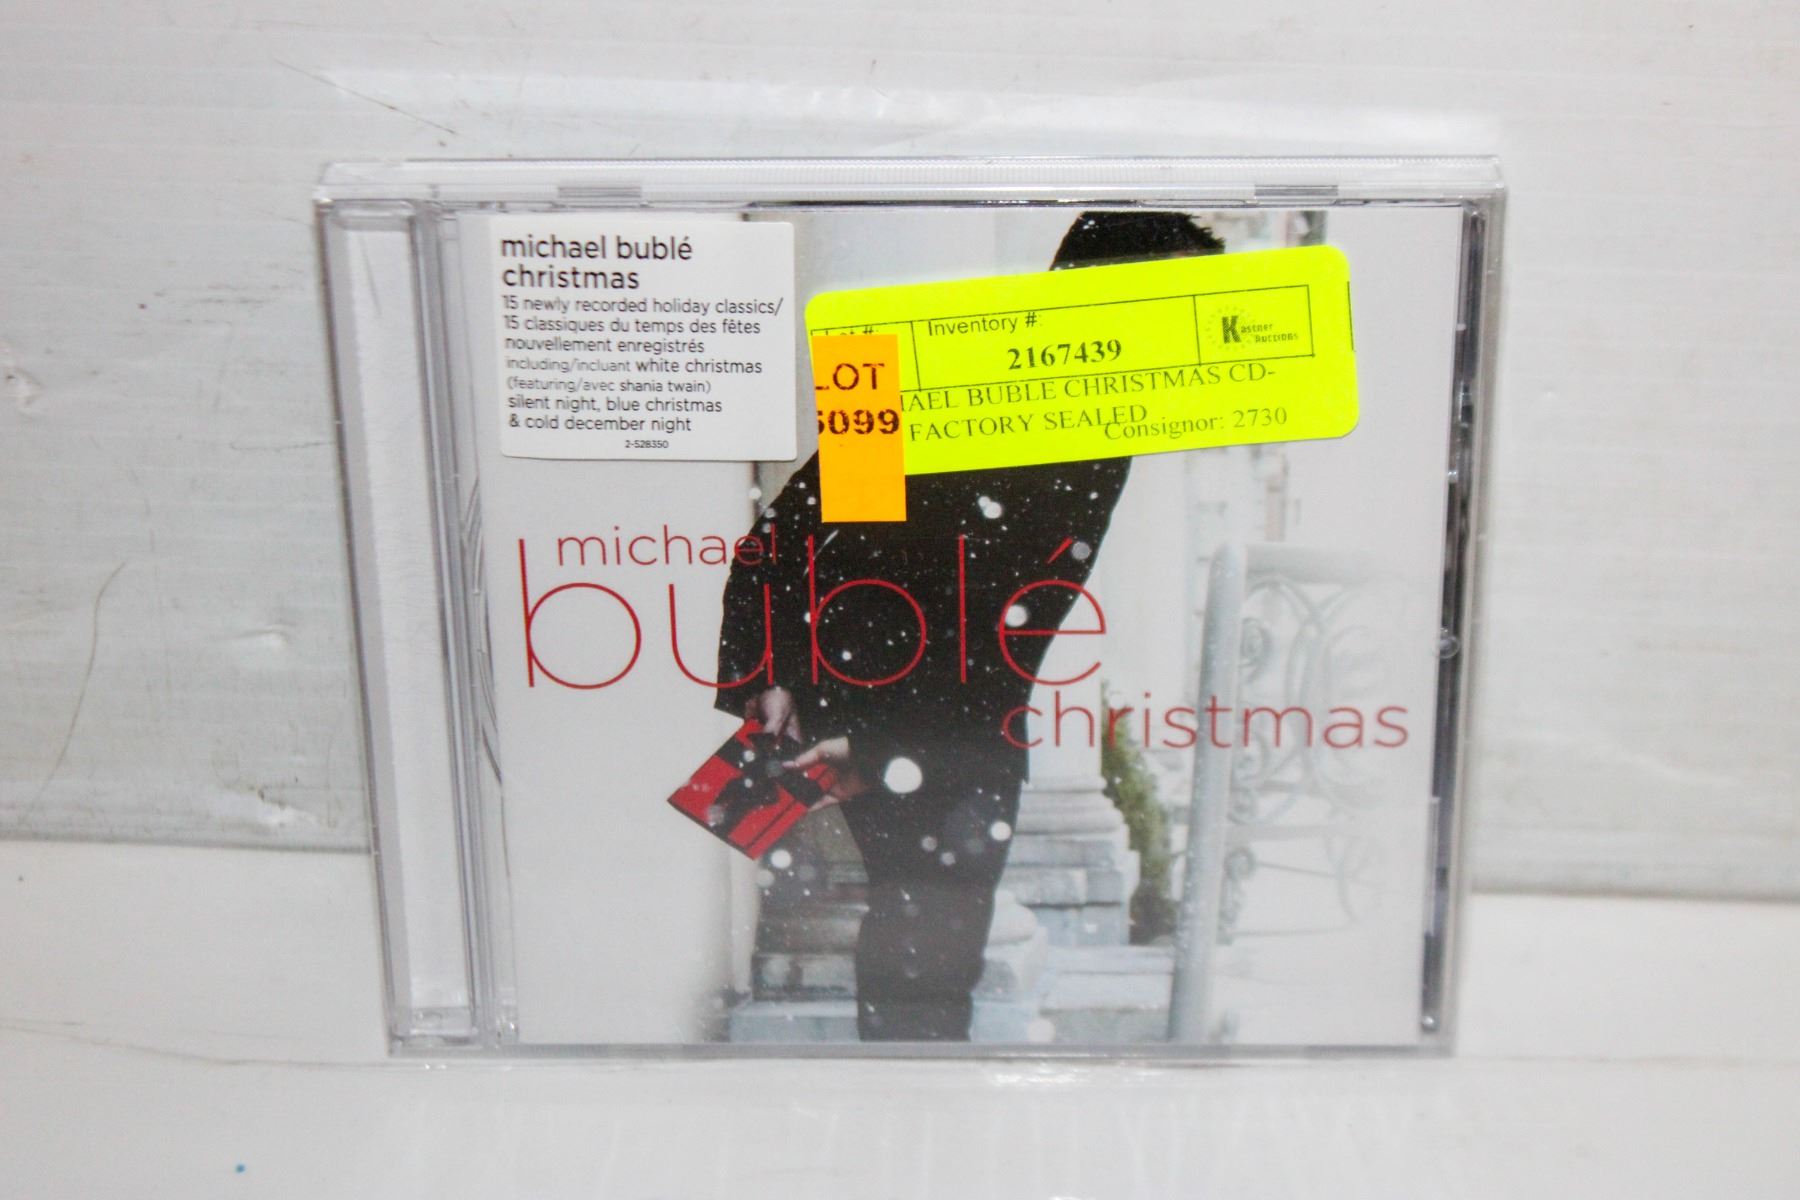 michael bublé
christmas
15 newly recorded holiday classics/
15 classiques du temps des fêtes
nouvellement enregistrés
including/incluant white christmas
(featuring/avec shania twain)
silent night, blue christmas
& cold december night
2-528350
Inventory #:
2167439
Kastner
Auctions
BUBLE CHRISTMAS CD-
FACTORY SEALED
Consignor: 2730
LOT
5099
michael
bublé
christmas